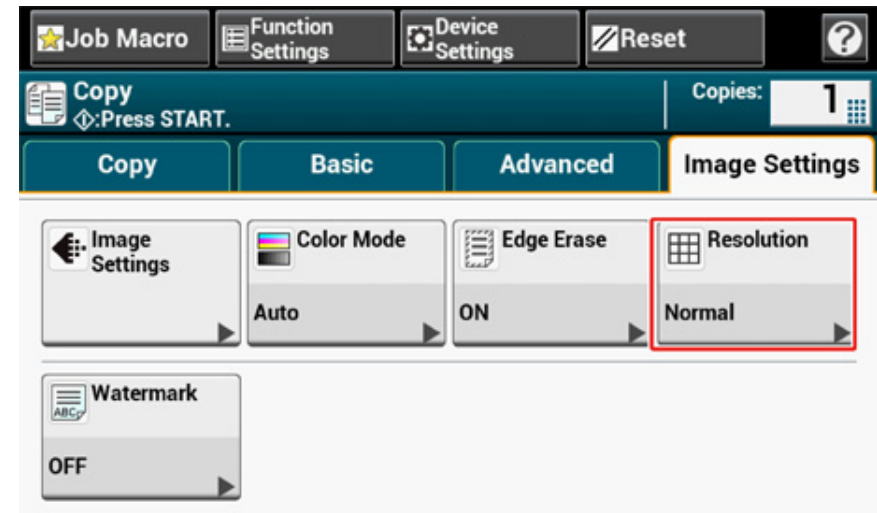 Job Macro
Function
Settings
Device
Settings
Reset
?
Copy
:Press START.
Copies:
1
Copy
Basic
Advanced
Image Settings
Image
Settings
Color Mode
Auto
Edge Erase
ON
Resolution
Normal
ABC
Watermark
OFF